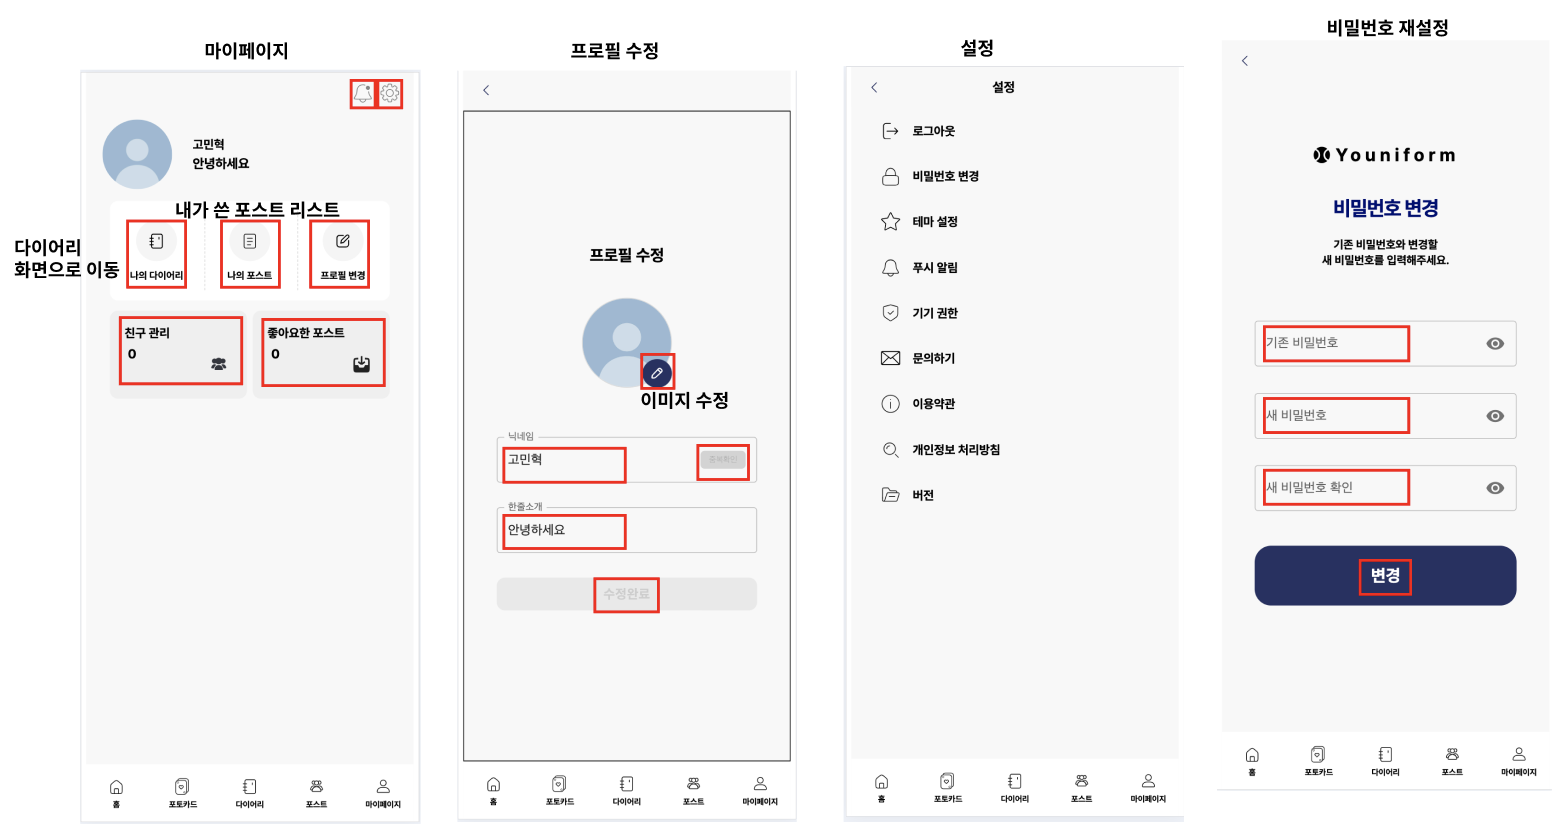 마이페이지
고민혁
안녕하세요
내가 쓴 포스트 리스트
다이어리
화면으로 이동
나의 다이어리
나의 포스트
프로필 변경
친구 관리
0
좋아요한 포스트
0
홈
포토카드
다이어리
포스트
마이페이지
프로필 수정
프로필 수정
이미지 수정
닉네임
고민혁
중복확인
한줄소개
안녕하세요
수정완료
홈
포토카드
다이어리
포스트
마이페이지
설정
설정
로그아웃
비밀번호 변경
테마 설정
푸시 알림
기기 권한
문의하기
이용약관
개인정보 처리방침
버전
홈
포토카드
다이어리
포스트
마이페이지
비밀번호 재설정
Youniform
비밀번호 변경
기존 비밀번호와 변경할
새 비밀번호를 입력해주세요.
기존 비밀번호
새 비밀번호
새 비밀번호 확인
변경
홈
포토카드
다이어리
포스트
마이페이지